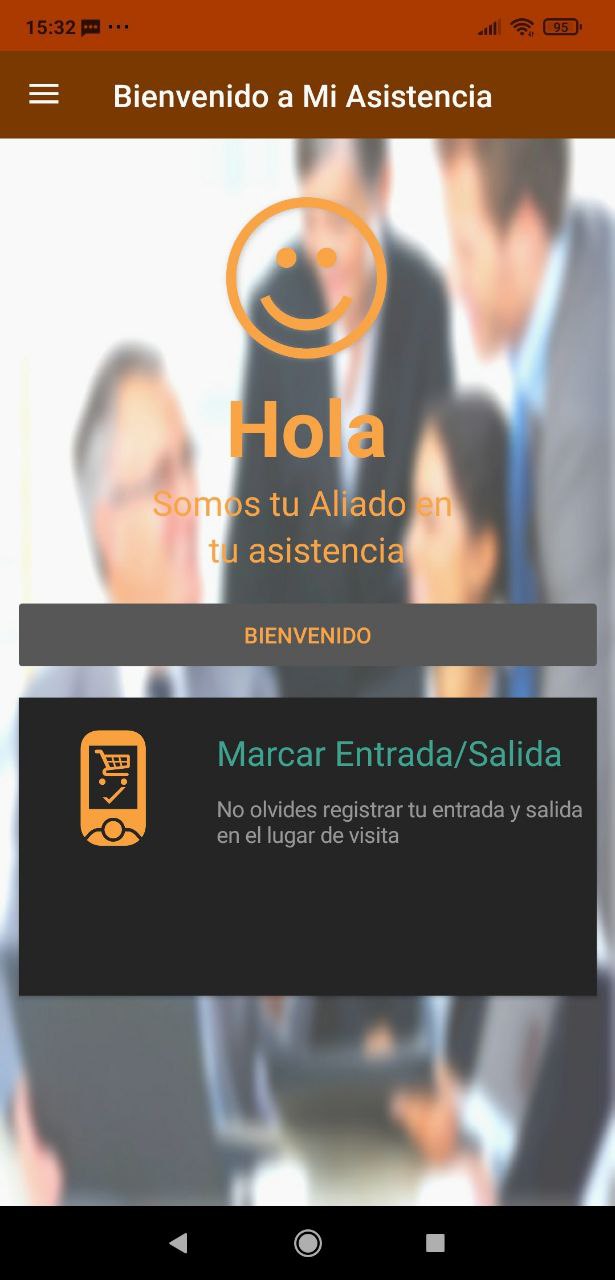 15:32
95
Bienvenido a Mi Asistencia
Hola
Somos tu Aliado en
tu asistencia
BIENVENIDO
Marcar Entrada/Salida
No olvides registrar tu entrada y salida
en el lugar de visita